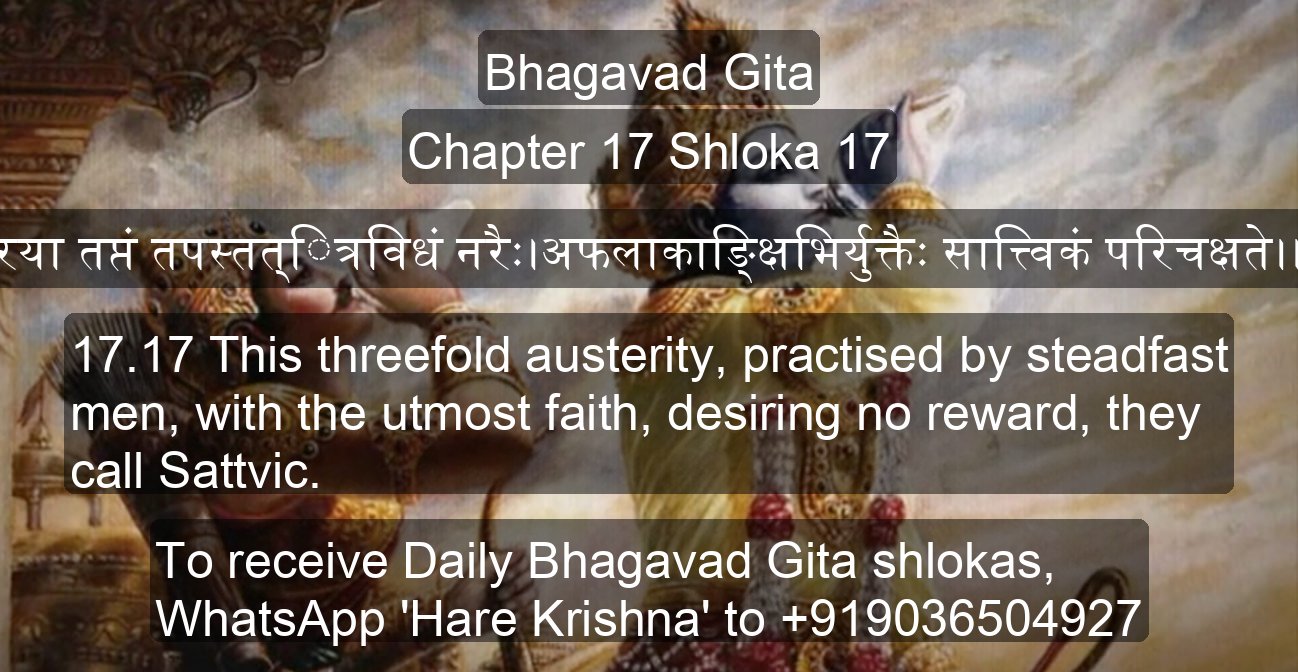 Bhagavad Gita
Chapter 17 Shloka 17
तप्तं तपस्तत्ित्रविधं नरैः।अफलाकाङ्क्षिभिर्युक्तैः सात्त्विकं परिचक्षते।।
17.17 This threefold austerity, practised by steadfast
men, with the utmost faith, desiring no reward, they
call Sattvic.
To receive Daily Bhagavad Gita shlokas,
WhatsApp 'Hare Krishna' to +919036504927